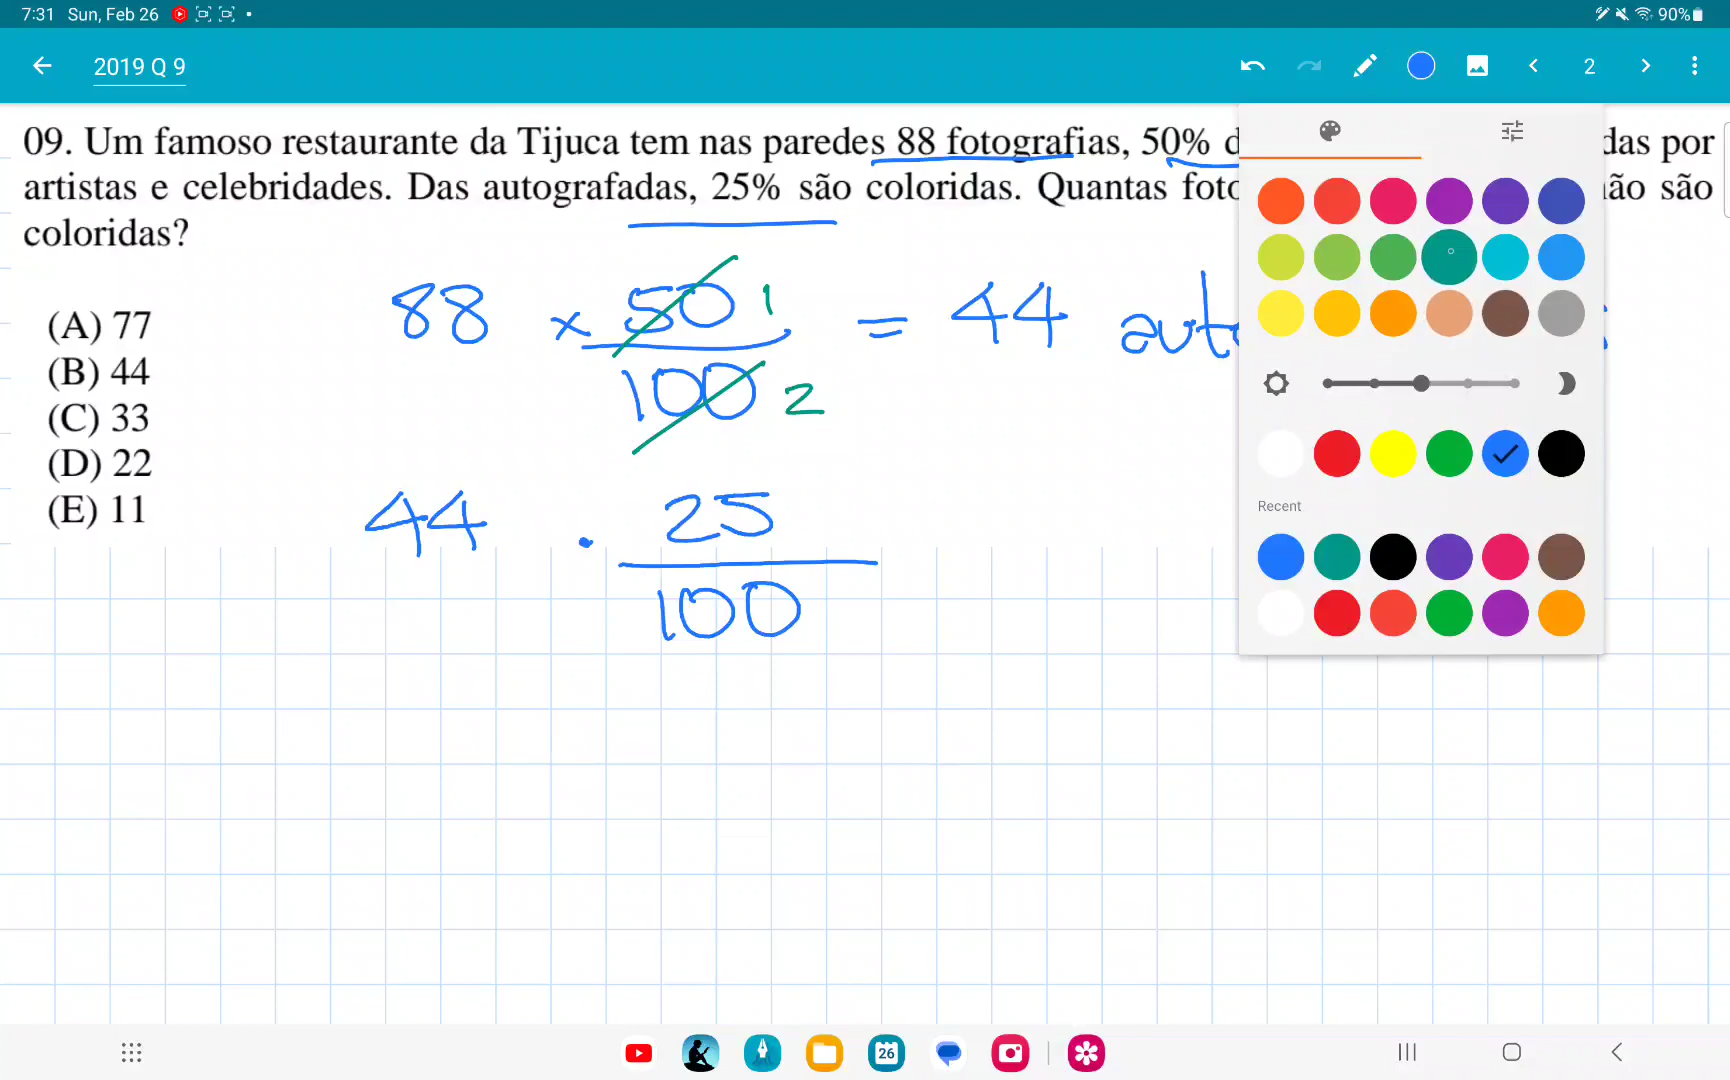 7:31 Sun, Feb 26
90%
2019 Q 9
2
09. Um famoso restaurante da Tijuca tem nas paredes 88 fotografias, 50% d das por
artistas e celebridades. Das autografadas, 25% são coloridas. Quantas foto ão são
coloridas?
(A) 77
(B) 44
(C) 33
(D) 22
(E) 11
88 × 50 1 = 44 auto
100 2
44 . 25
100
Recent
26